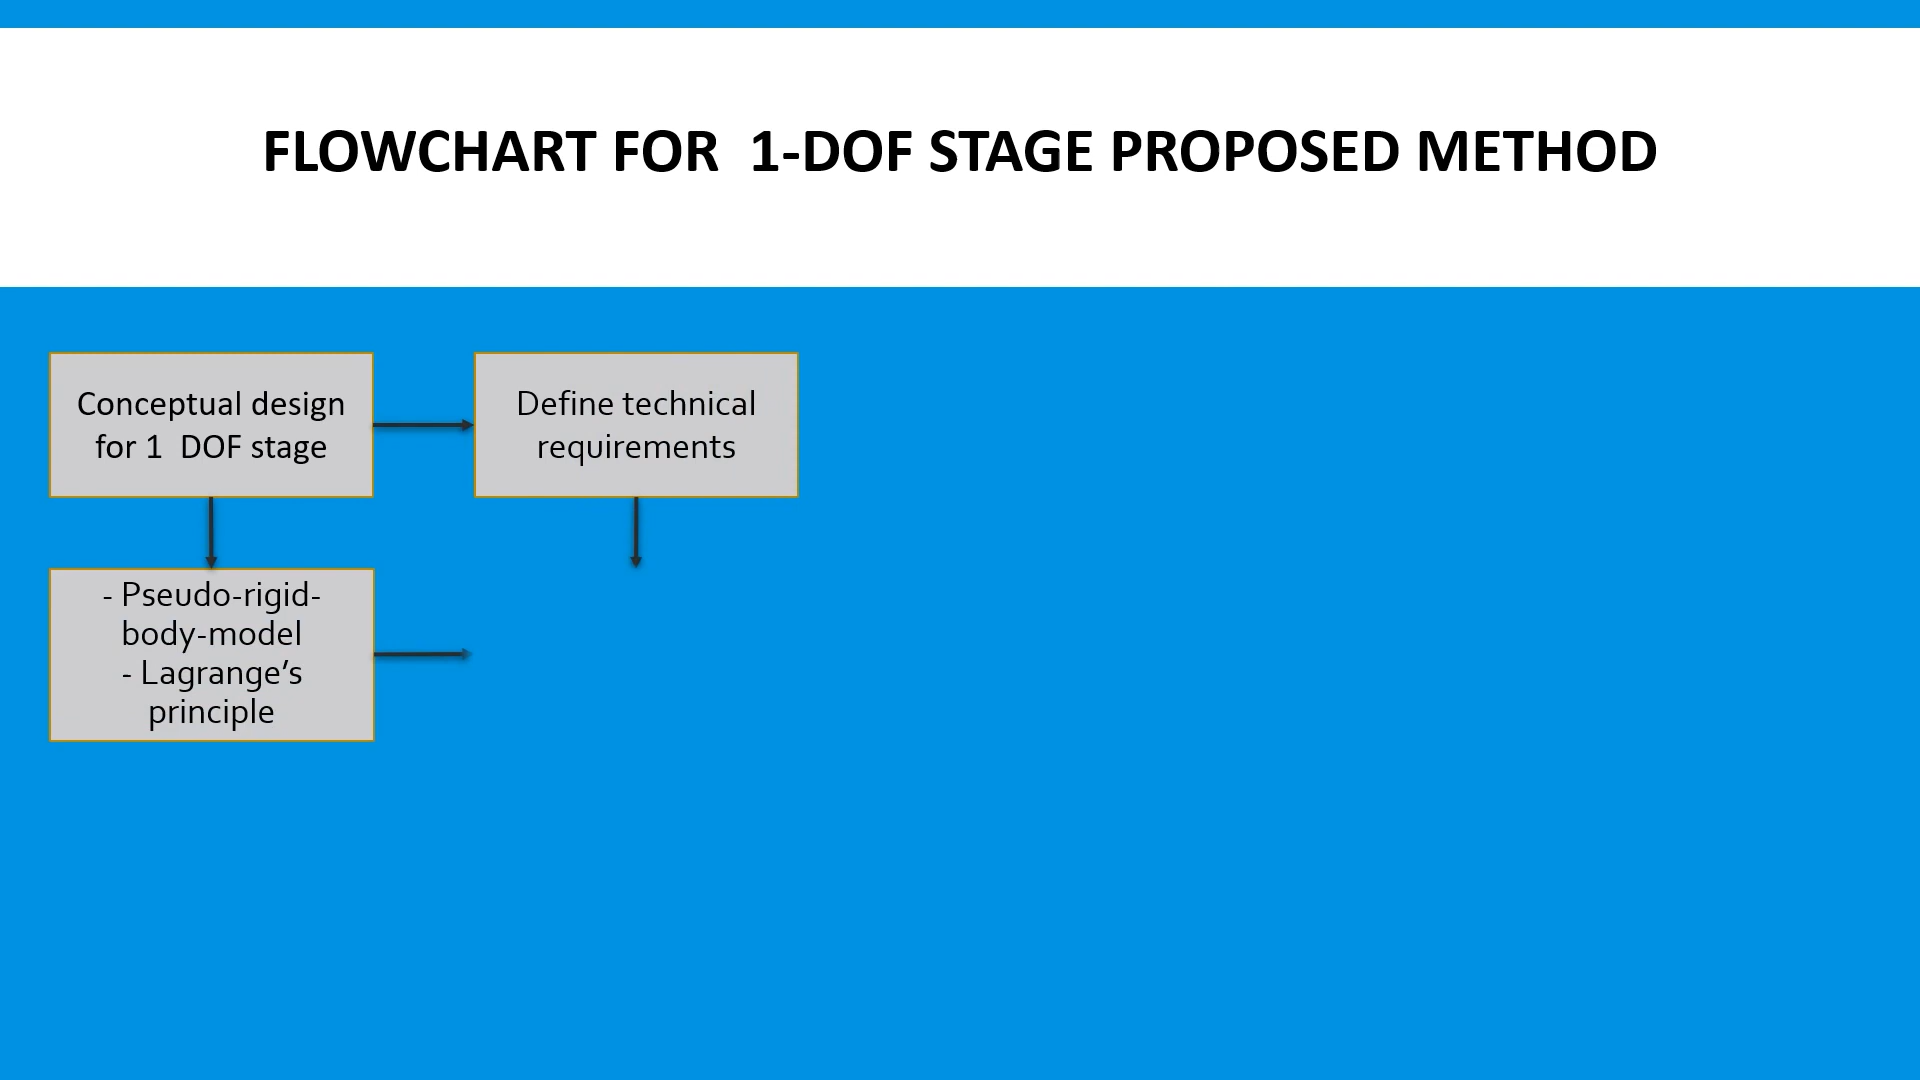 FLOWCHART FOR  1-DOF STAGE PROPOSED METHOD
Conceptual design
for 1  DOF stage
Define technical
requirements
- Pseudo-rigid-
body-model
- Lagrange’s
principle